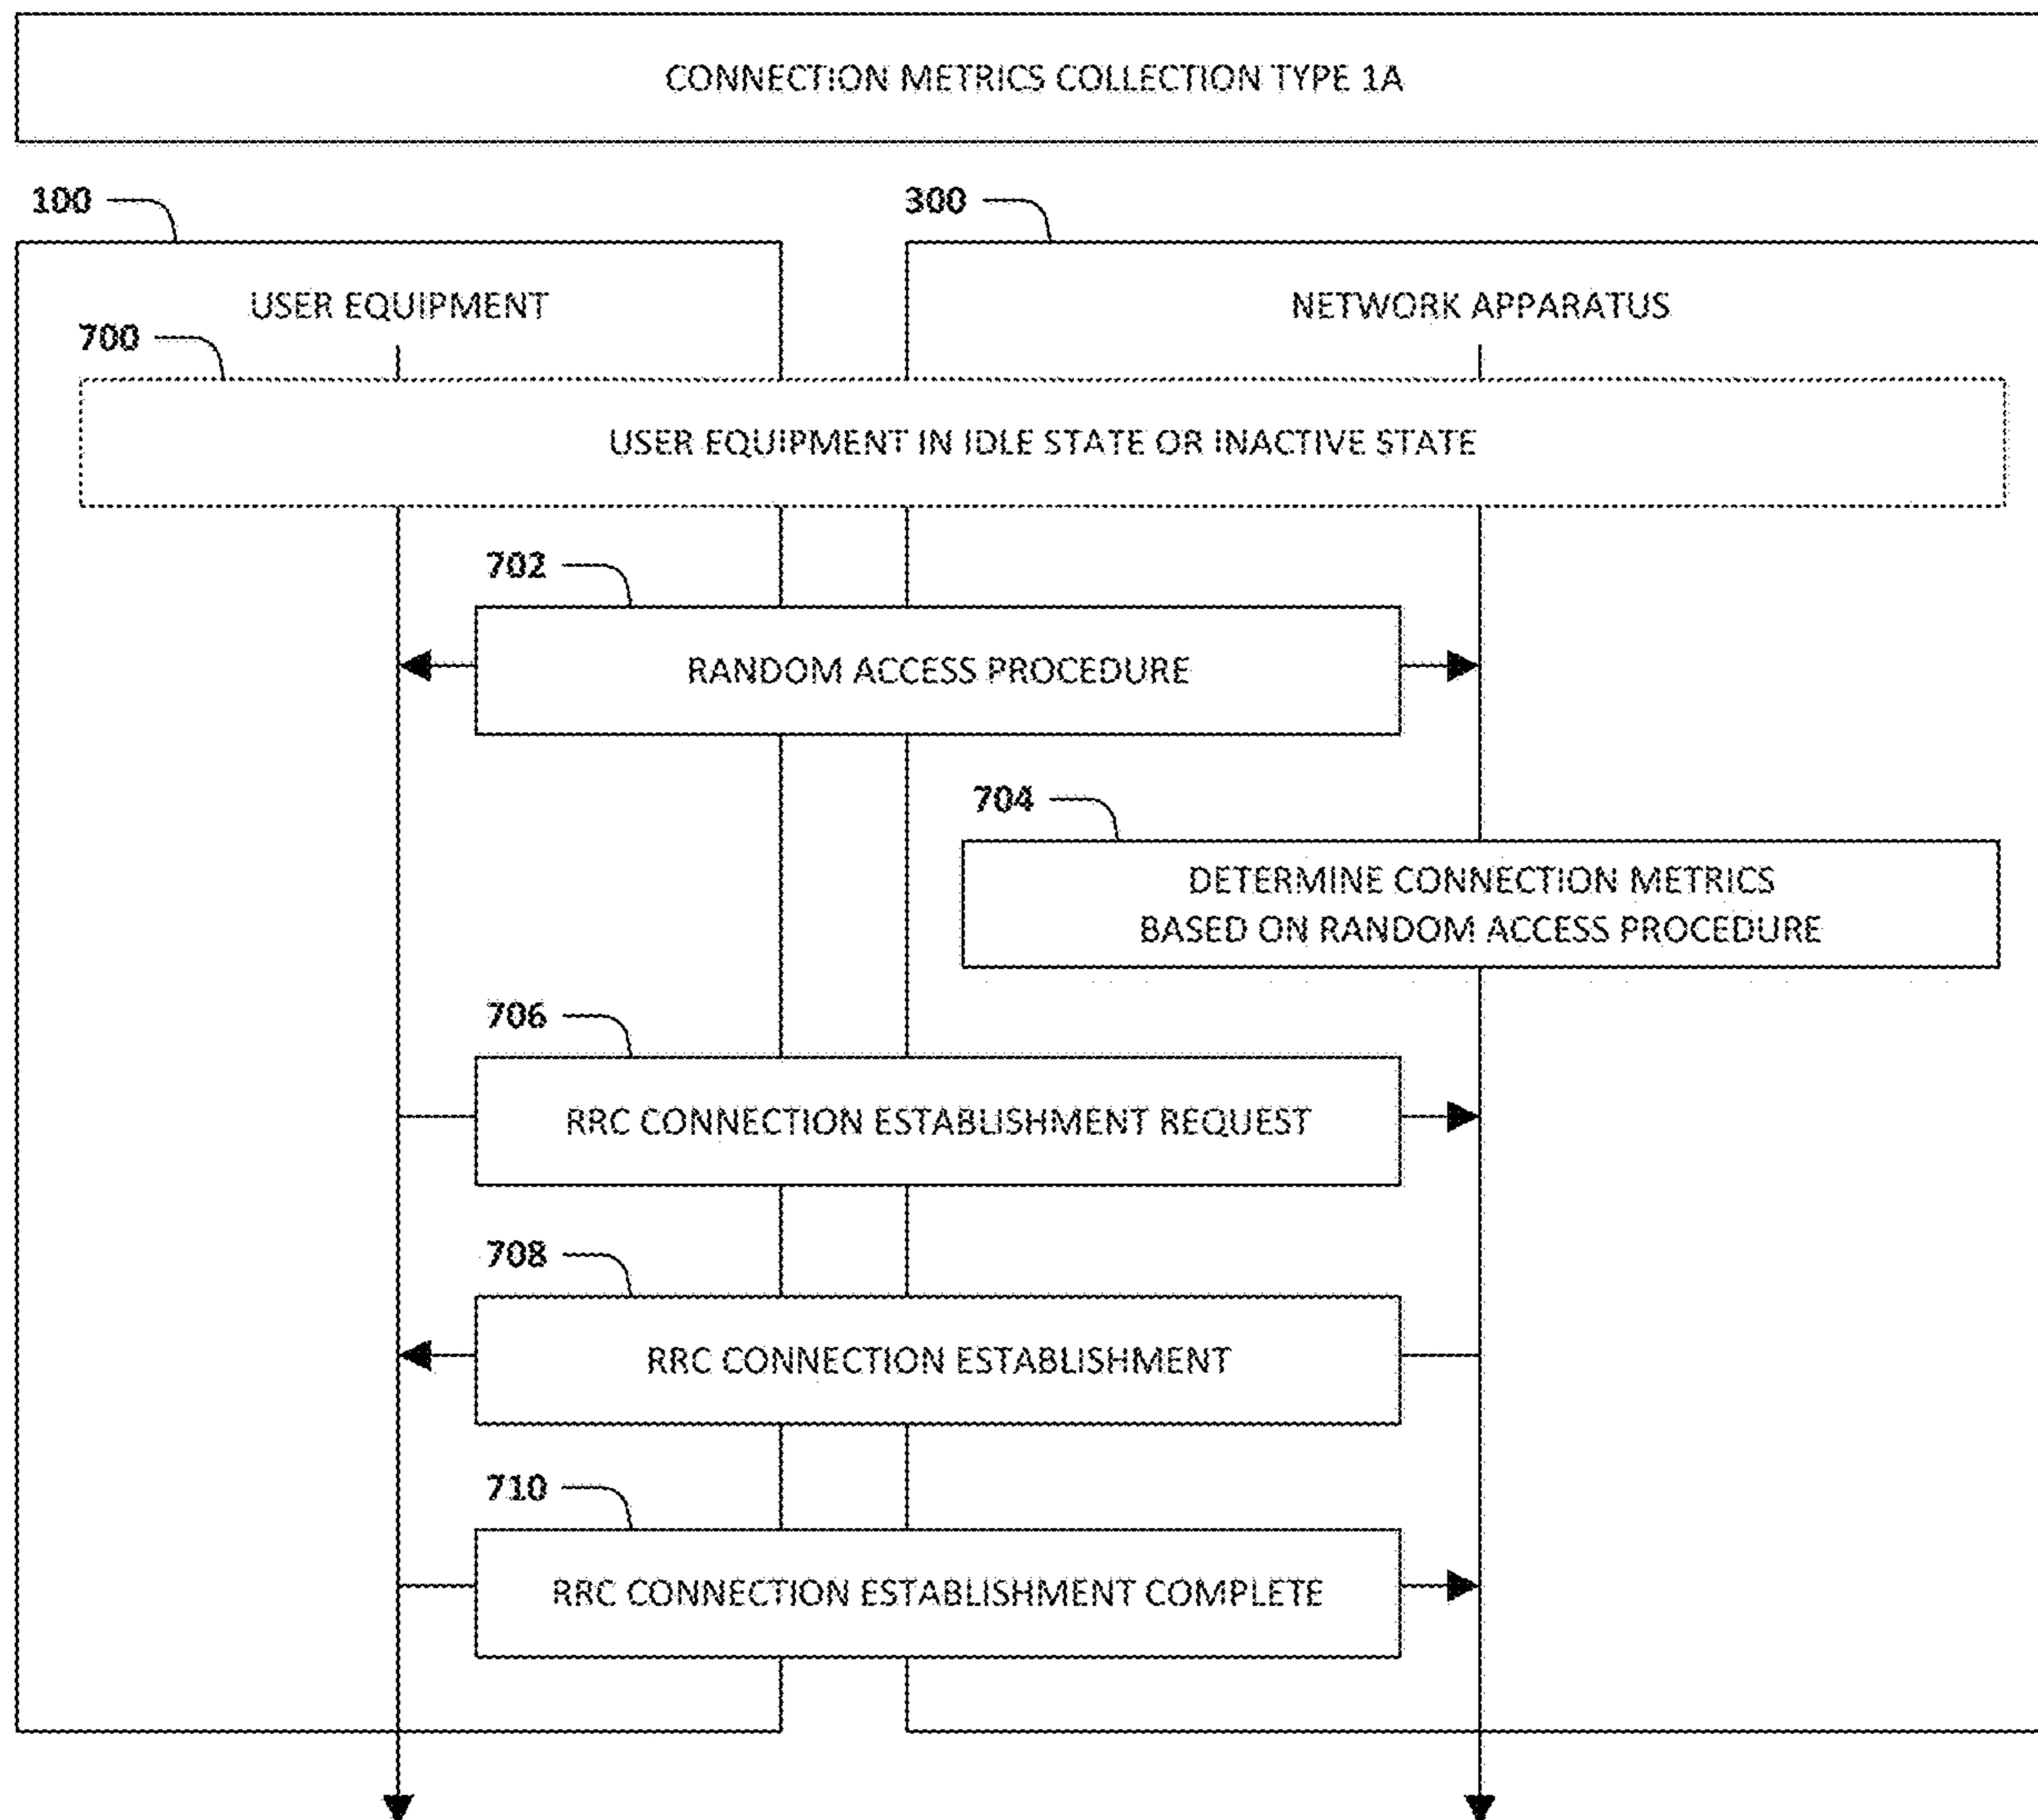 CONNECTION METRICS COLLECTION TYPE 1A
100
300
USER EQUIPMENT
NETWORK APPARATUS
700
USER EQUIPMENT IN IDLE STATE OR INACTIVE STATE
702
RANDOM ACCESS PROCEDURE
704
DETERMINE CONNECTION METRICS
BASED ON RANDOM ACCESS PROCEDURE
706
RRC CONNECTION ESTABLISHMENT REQUEST
708
RRC CONNECTION ESTABLISHMENT
710
RRC CONNECTION ESTABLISHMENT COMPLETE